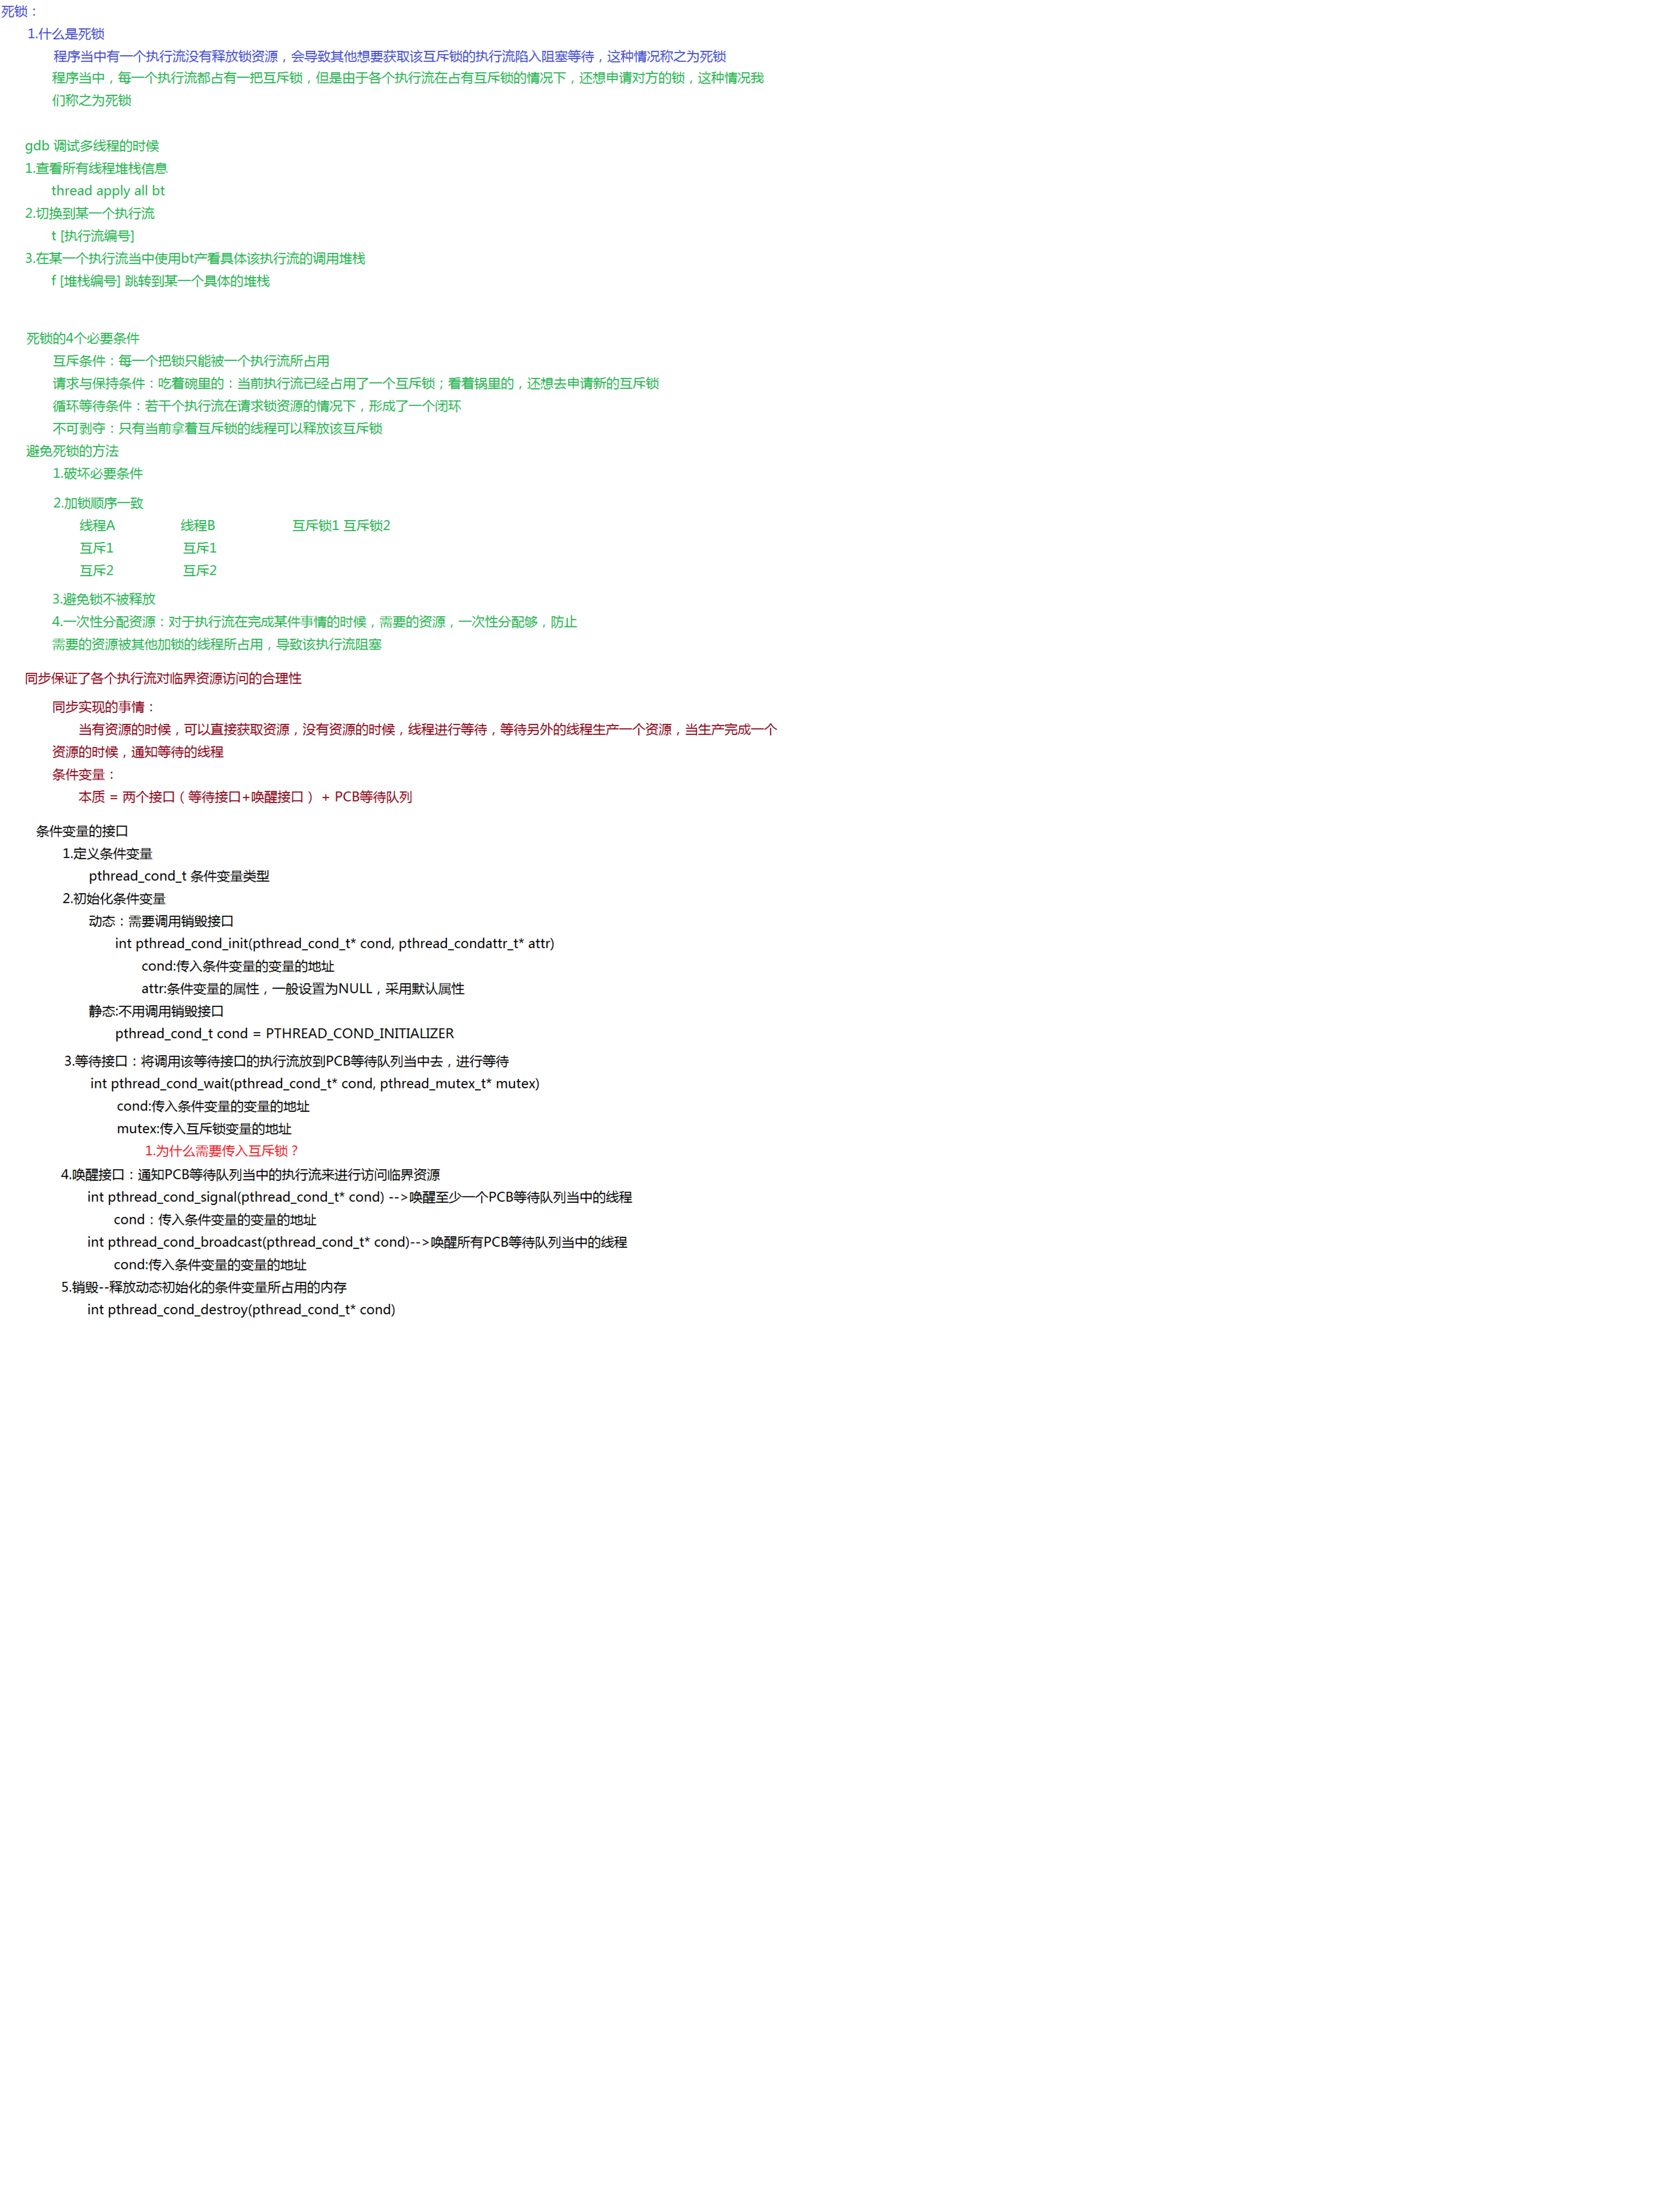 死锁：
1.什么是死锁
程序当中有一个执行流没有释放锁资源，会导致其他想要获取该互斥锁的执行流陷入阻塞等待，这种情况称之为死锁
程序当中，每一个执行流都占有一把互斥锁，但是由于各个执行流在占有互斥锁的情况下，还想申请对方的锁，这种情况我
们称之为死锁
gdb 调试多线程的时候
1.查看所有线程堆栈信息
thread apply all bt
2.切换到某一个执行流
t [执行流编号]
3.在某一个执行流当中使用bt产看具体该执行流的调用堆栈
f [堆栈编号] 跳转到某一个具体的堆栈
死锁的4个必要条件
互斥条件：每一个把锁只能被一个执行流所占用
请求与保持条件：吃着碗里的：当前执行流已经占用了一个互斥锁；看着锅里的，还想去申请新的互斥锁
循环等待条件：若干个执行流在请求锁资源的情况下，形成了一个闭环
不可剥夺：只有当前拿着互斥锁的线程可以释放该互斥锁
避免死锁的方法
1.破坏必要条件
2.加锁顺序一致
线程A 线程B 互斥锁1 互斥锁2
互斥1 互斥1
互斥2 互斥2
3.避免锁不被释放
4.一次性分配资源：对于执行流在完成某件事情的时候，需要的资源，一次性分配够，防止
需要的资源被其他加锁的线程所占用，导致该执行流阻塞
同步保证了各个执行流对临界资源访问的合理性
同步实现的事情：
当有资源的时候，可以直接获取资源，没有资源的时候，线程进行等待，等待另外的线程生产一个资源，当生产完成一个
资源的时候，通知等待的线程
条件变量：
本质 = 两个接口（等待接口+唤醒接口） + PCB等待队列
条件变量的接口
1.定义条件变量
pthread_cond_t 条件变量类型
2.初始化条件变量
动态：需要调用销毁接口
int pthread_cond_init(pthread_cond_t* cond, pthread_condattr_t* attr)
cond:传入条件变量的变量的地址
attr:条件变量的属性，一般设置为NULL，采用默认属性
静态:不用调用销毁接口
pthread_cond_t cond = PTHREAD_COND_INITIALIZER
3.等待接口：将调用该等待接口的执行流放到PCB等待队列当中去，进行等待
int pthread_cond_wait(pthread_cond_t* cond, pthread_mutex_t* mutex)
cond:传入条件变量的变量的地址
mutex:传入互斥锁变量的地址
1.为什么需要传入互斥锁？
4.唤醒接口：通知PCB等待队列当中的执行流来进行访问临界资源
int pthread_cond_signal(pthread_cond_t* cond) -->唤醒至少一个PCB等待队列当中的线程
cond：传入条件变量的变量的地址
int pthread_cond_broadcast(pthread_cond_t* cond)-->唤醒所有PCB等待队列当中的线程
cond:传入条件变量的变量的地址
5.销毁--释放动态初始化的条件变量所占用的内存
int pthread_cond_destroy(pthread_cond_t* cond)